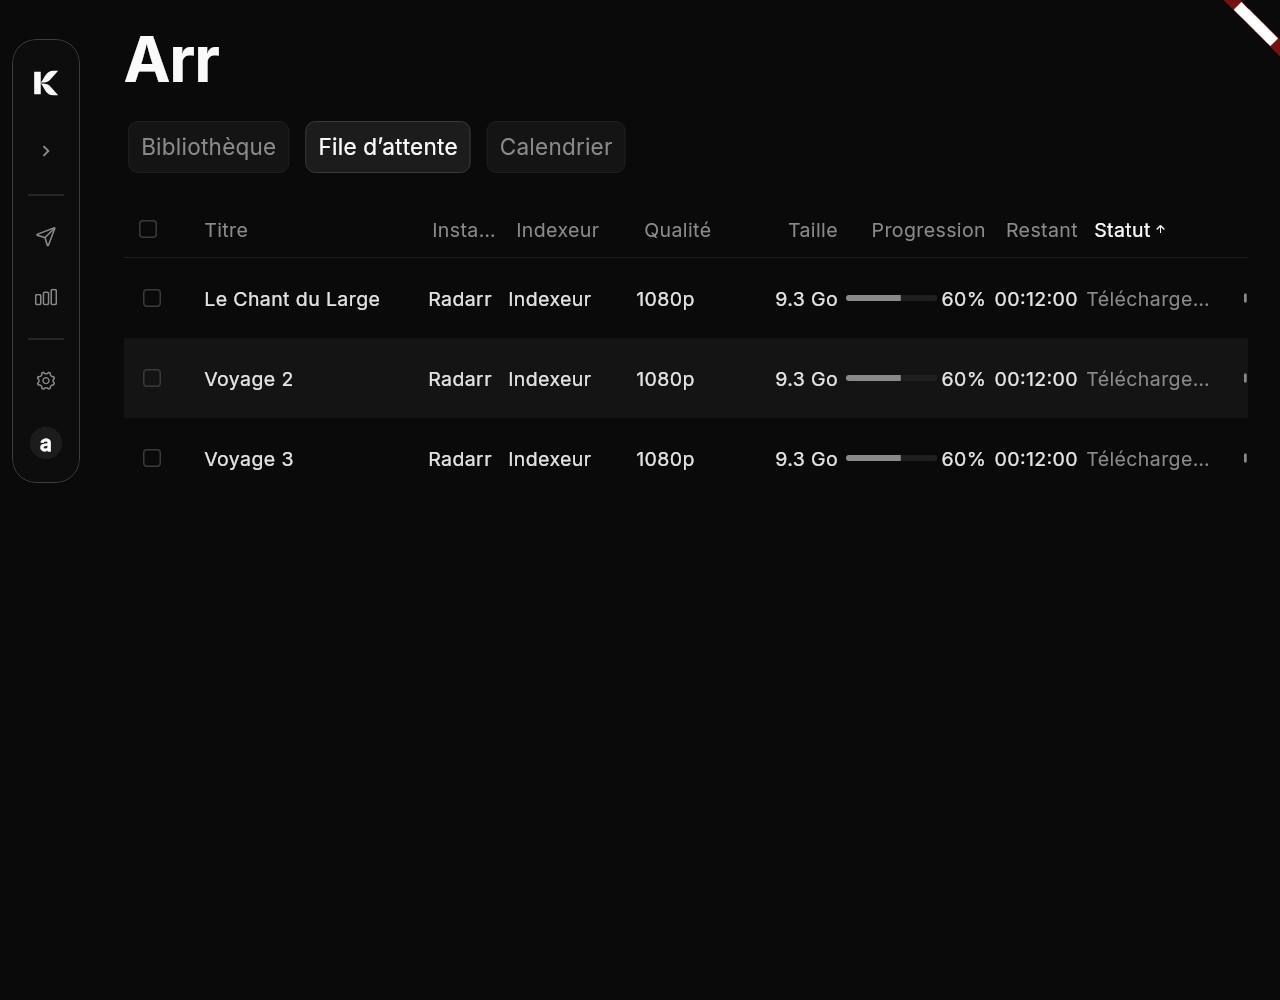 Arr
Bibliothèque File d’attente Calendrier
Titre Insta… Indexeur Qualité Taille Progression Restant Statut ↑
Le Chant du Large Radarr Indexeur 1080p 9.3 Go 60% 00:12:00 Télécharge…
Voyage 2 Radarr Indexeur 1080p 9.3 Go 60% 00:12:00 Télécharge…
Voyage 3 Radarr Indexeur 1080p 9.3 Go 60% 00:12:00 Télécharge…
K
a